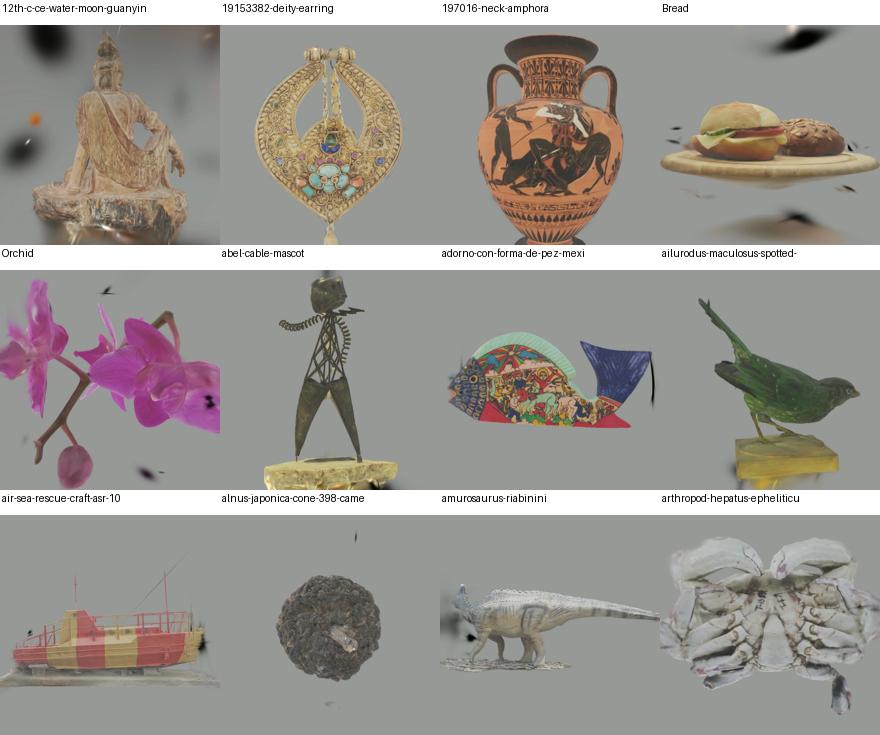 12th-c-ce-water-moon-guanyin
19153382-deity-earring
197016-neck-amphora
Bread
Orchid
abel-cable-mascot
adorno-con-forma-de-pez-mexi
ailurodus-maculosus-spotted-
air-sea-rescue-craft-asr-10
alnus-japonica-cone-398-came
amurosaurus-riabinini
arthropod-hepatus-epheliticu